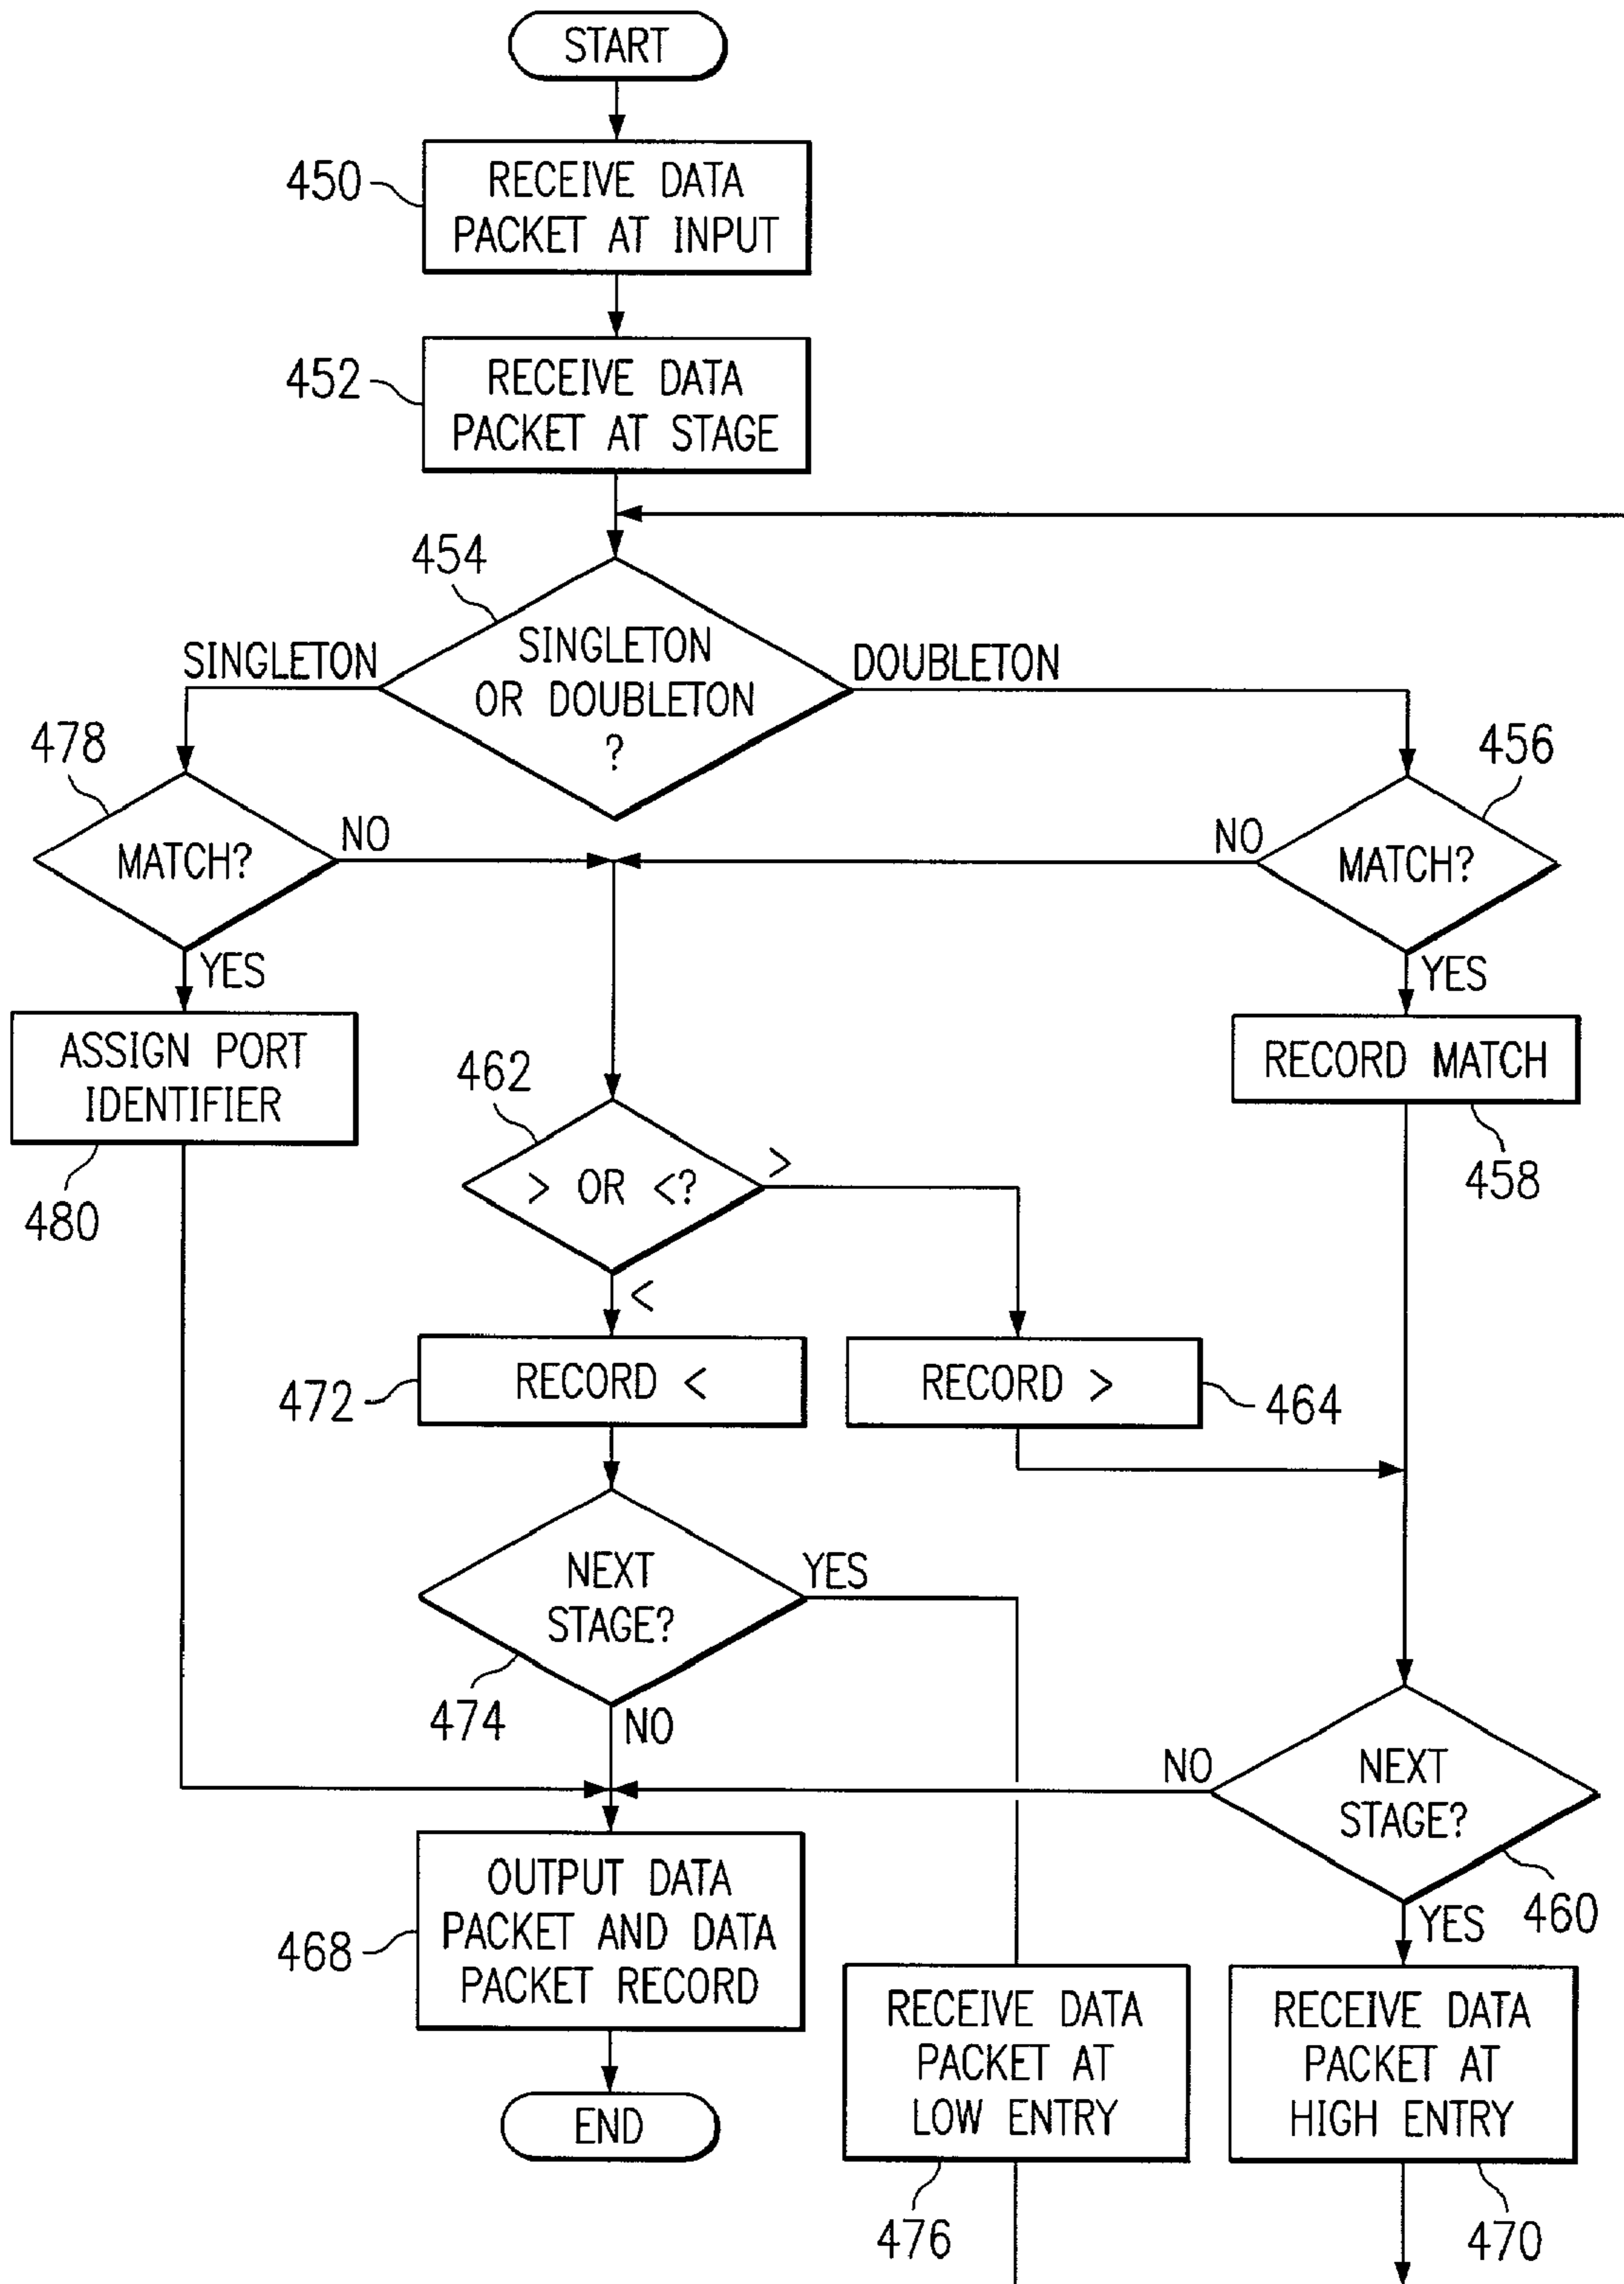 START
450
RECEIVE DATA
PACKET AT INPUT
452
RECEIVE DATA
PACKET AT STAGE
454
SINGLETON
OR DOUBLETON
?
SINGLETON
DOUBLETON
478
MATCH?
NO
YES
456
MATCH?
NO
YES
ASSIGN PORT
IDENTIFIER
480
RECORD MATCH
458
462
> OR <?
>
<
472
RECORD <
RECORD >
464
NEXT
STAGE?
YES
474
NO
NEXT
STAGE?
NO
460
YES
468
OUTPUT DATA
PACKET AND DATA
PACKET RECORD
END
RECEIVE DATA
PACKET AT
LOW ENTRY
476
RECEIVE DATA
PACKET AT
HIGH ENTRY
470